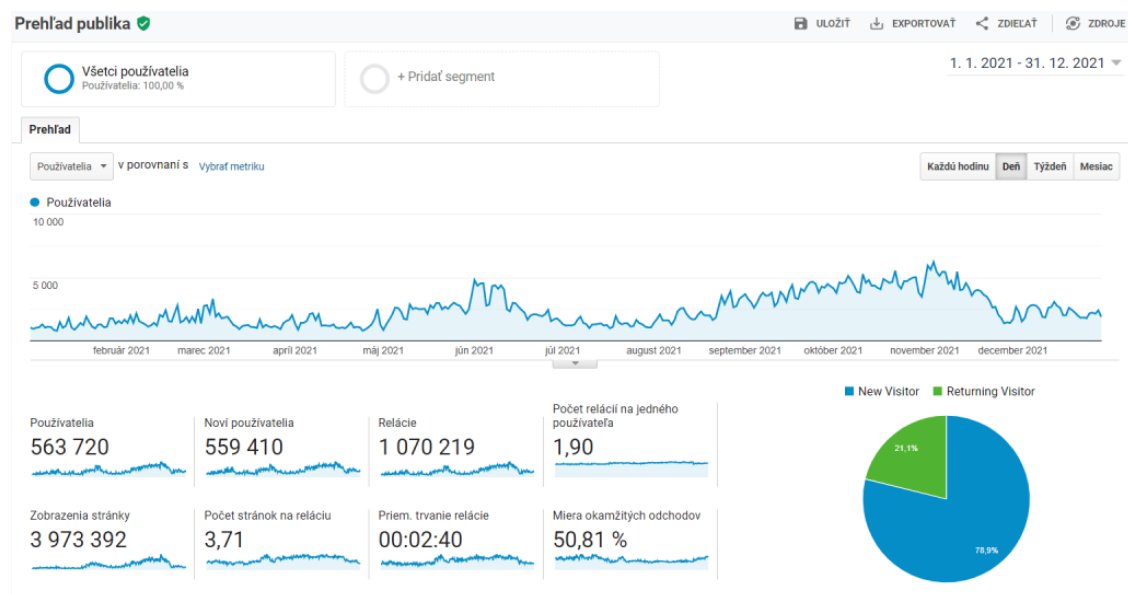 Prehľad publika
ULOŽIŤ EXPORTOVAŤ ZDIEĽAŤ ZDROJE
Všetci používatelia
Používatelia: 100,00 %
+ Pridať segment
1. 1. 2021 - 31. 12. 2021
Prehľad
Používatelia v porovnaní s Vybrať metriku
Každú hodinu Deň Týždeň Mesiac
Používatelia
10 000
5 000
február 2021 marec 2021 apríl 2021 máj 2021 jún 2021 júl 2021 august 2021 september 2021 október 2021 november 2021 december 2021
New Visitor Returning Visitor
Používatelia
563 720
Noví používatelia
559 410
Relácie
1 070 219
Počet relácií na jedného
používateľa
1,90
Zobrazenia stránky
3 973 392
Počet stránok na reláciu
3,71
Priem. trvanie relácie
00:02:40
Miera okamžitých odchodov
50,81 %
21,1%
78,9%